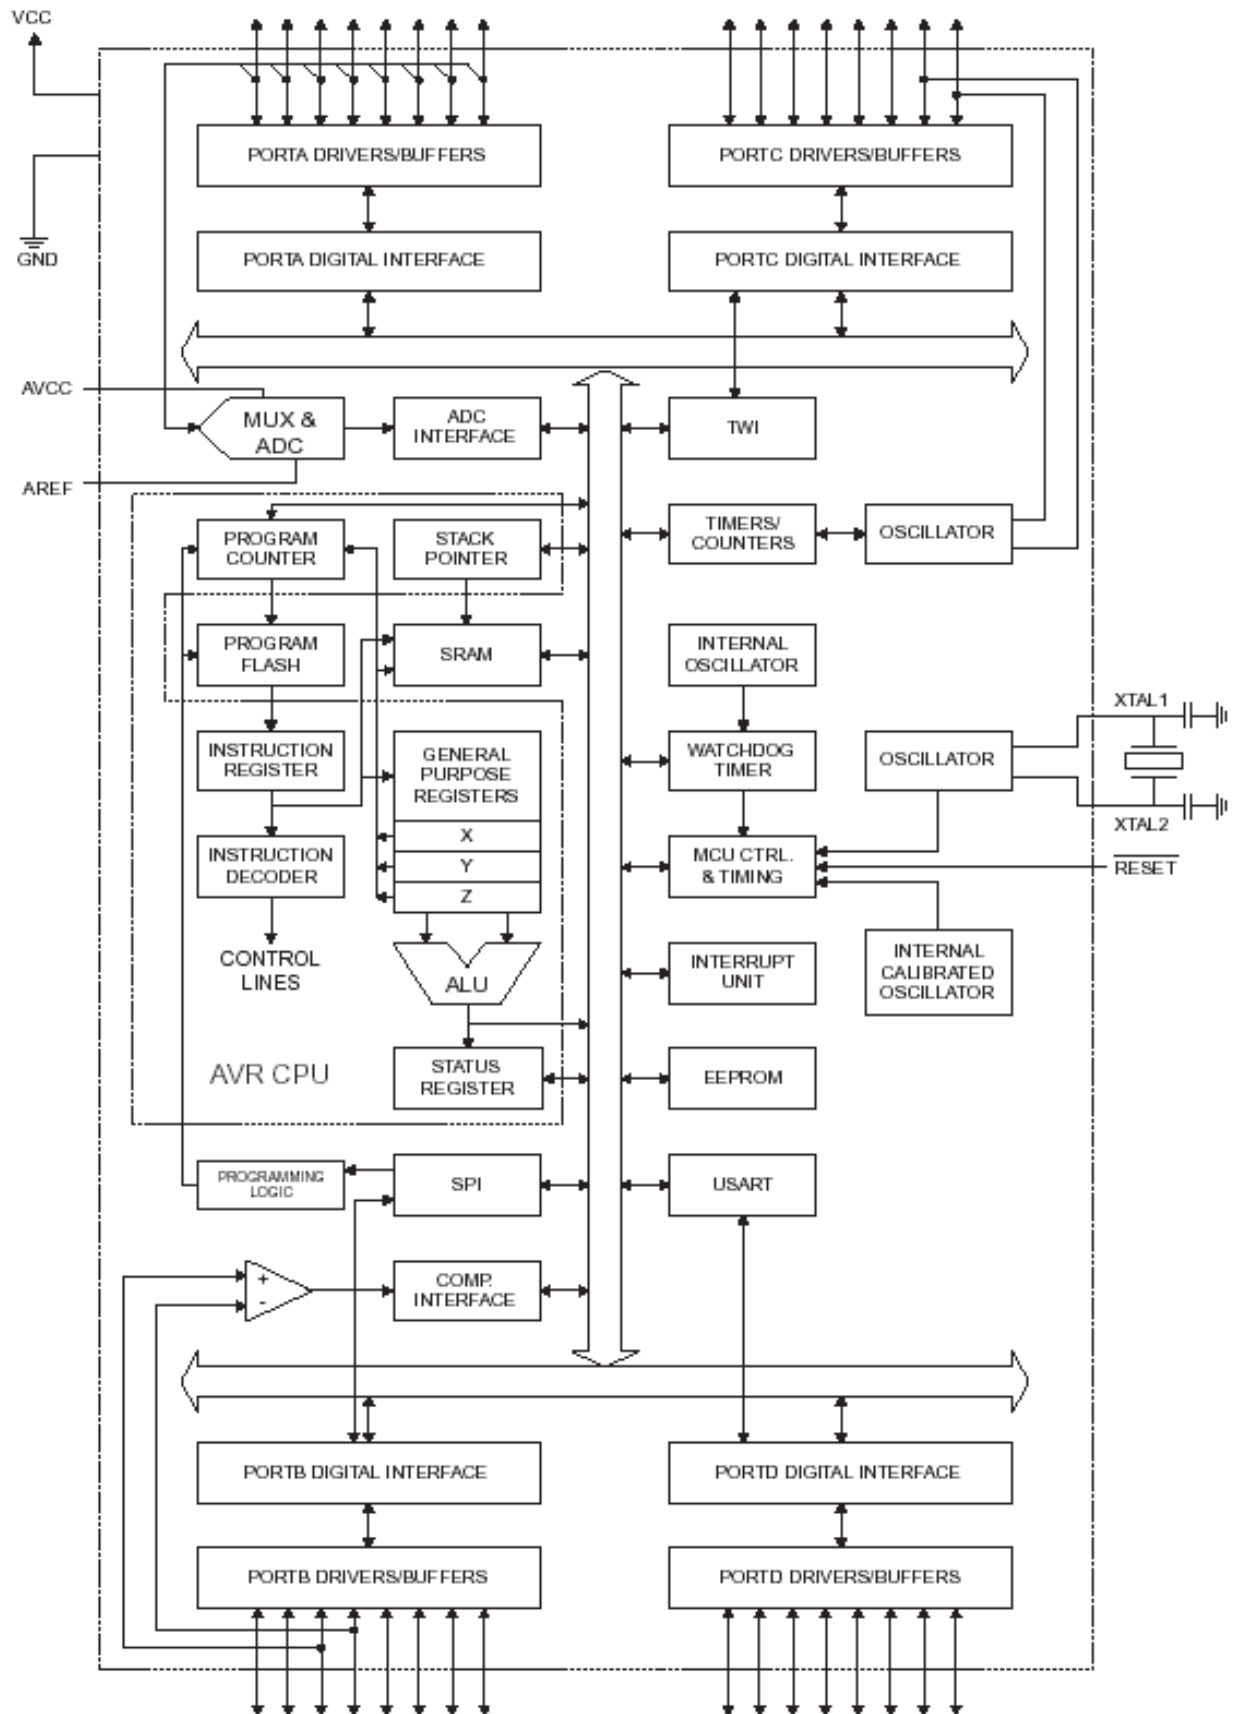 VCC
PORTA DRIVERS/BUFFERS
PORTC DRIVERS/BUFFERS
GND
PORTA DIGITAL INTERFACE
PORTC DIGITAL INTERFACE
AVCC
MUX &
ADC
ADC
INTERFACE
TWI
AREF
PROGRAM
COUNTER
STACK
POINTER
TIMERS/
COUNTERS
OSCILLATOR
PROGRAM
FLASH
SRAM
INTERNAL
OSCILLATOR
XTAL1
INSTRUCTION
REGISTER
GENERAL
PURPOSE
REGISTERS
WATCHDOG
TIMER
OSCILLATOR
XTAL2
X
INSTRUCTION
DECODER
Y
MCU CTRL.
& TIMING
RESET
Z
CONTROL
LINES
ALU
INTERRUPT
UNIT
INTERNAL
CALIBRATED
OSCILLATOR
AVR CPU
STATUS
REGISTER
EEPROM
PROGRAMMING
LOGIC
SPI
USART
+
-
COMP.
INTERFACE
PORTB DIGITAL INTERFACE
PORTD DIGITAL INTERFACE
PORTB DRIVERS/BUFFERS
PORTD DRIVERS/BUFFERS